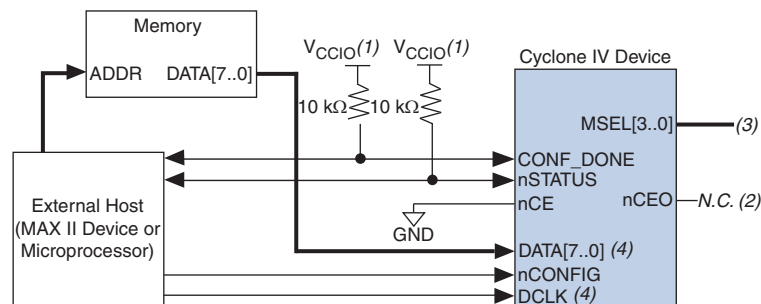 Memory
ADDR DATA[7..0]
VCCIO(1) VCCIO(1)
10 kΩ 10 kΩ
Cyclone IV Device
MSEL[3..0] (3)
CONF_DONE
nSTATUS
nCE nCEO N.C. (2)
GND
External Host
(MAX II Device or
Microprocessor)
DATA[7..0] (4)
nCONFIG
DCLK (4)